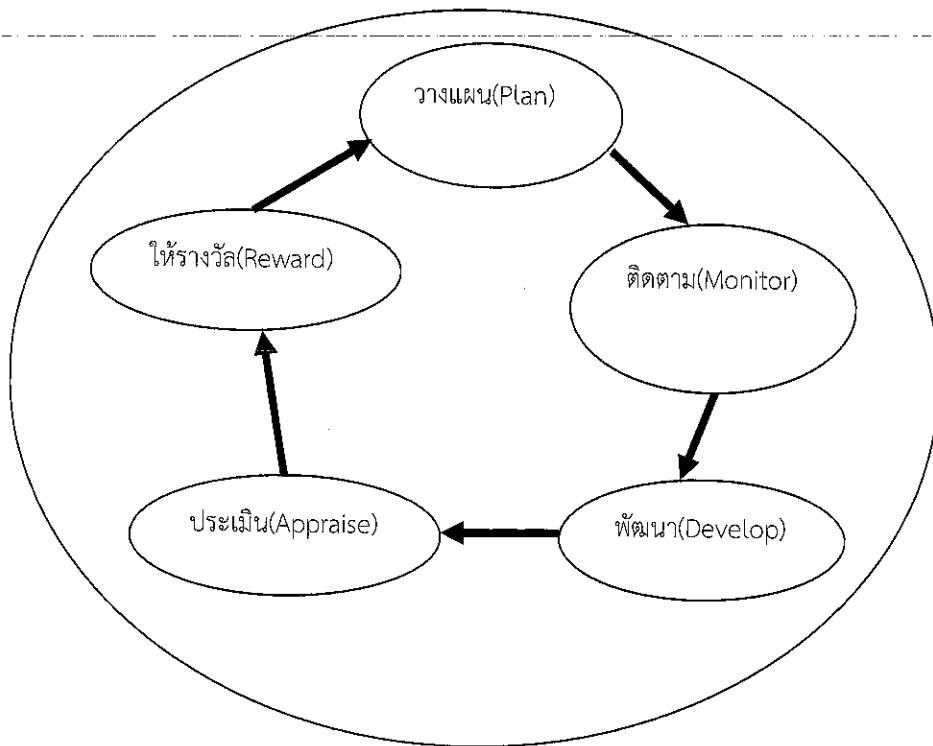 วางแผน(Plan)
ให้รางวัล(Reward)
ติดตาม(Monitor)
ประเมิน(Appraise)
พัฒนา(Develop)